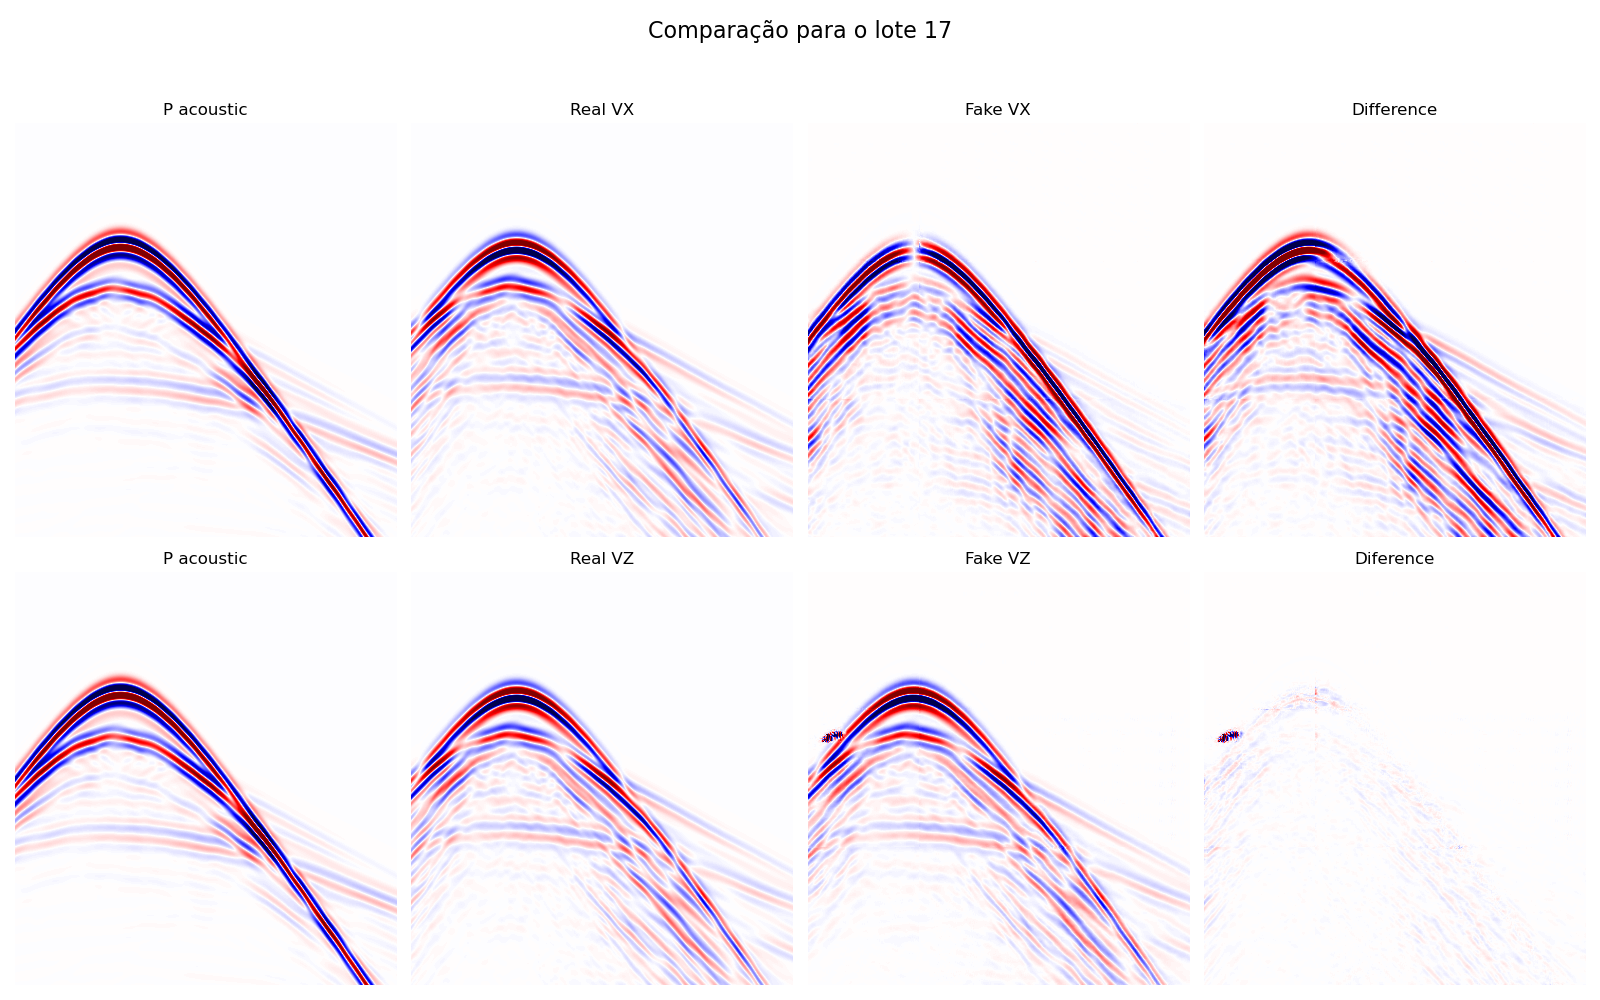 Comparação para o lote 17
P acoustic
Real VX
Fake VX
Difference
P acoustic
Real VZ
Fake VZ
Diference